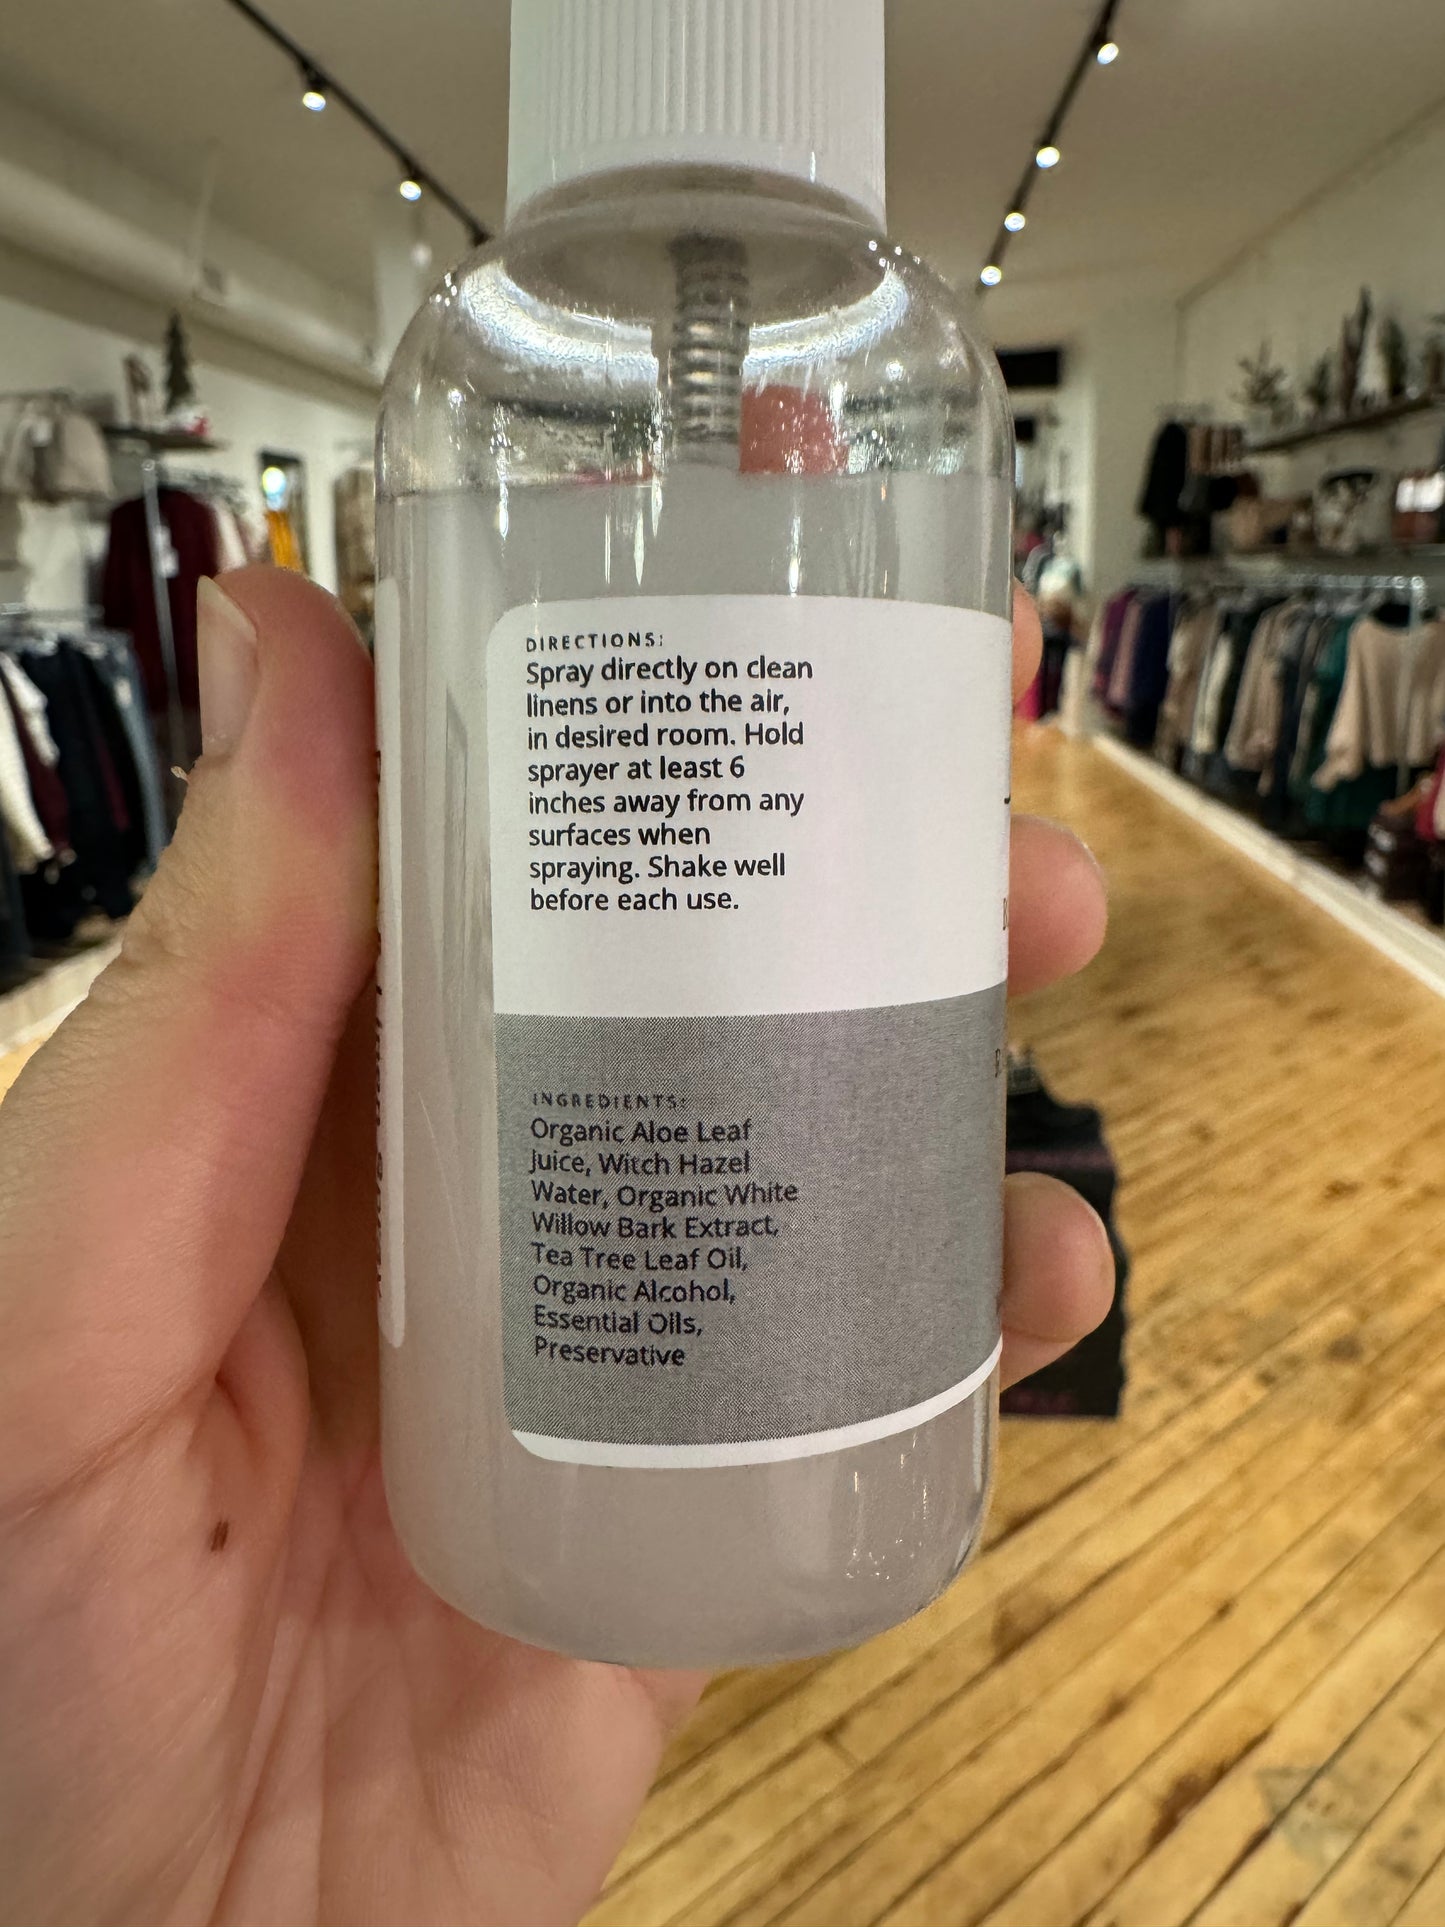 DIRECTIONS:
Spray directly on clean
linens or into the air,
in desired room. Hold
sprayer at least 6
inches away from any
surfaces when
spraying. Shake well
before each use.
INGREDIENTS:
Organic Aloe Leaf
Juice, Witch Hazel
Water, Organic White
Willow Bark Extract,
Tea Tree Leaf Oil,
Organic Alcohol,
Essential Oils,
Preservative